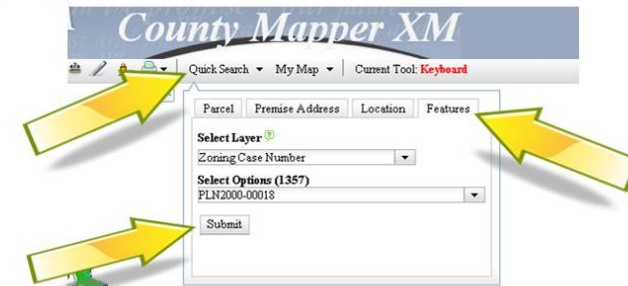 County Mapper XM
Quick Search My Map Current Tool: Keyboard
Parcel Premise Address Location Features
Select Layer
Zoning Case Number
Select Options (1357)
PLN2000-00018
Submit